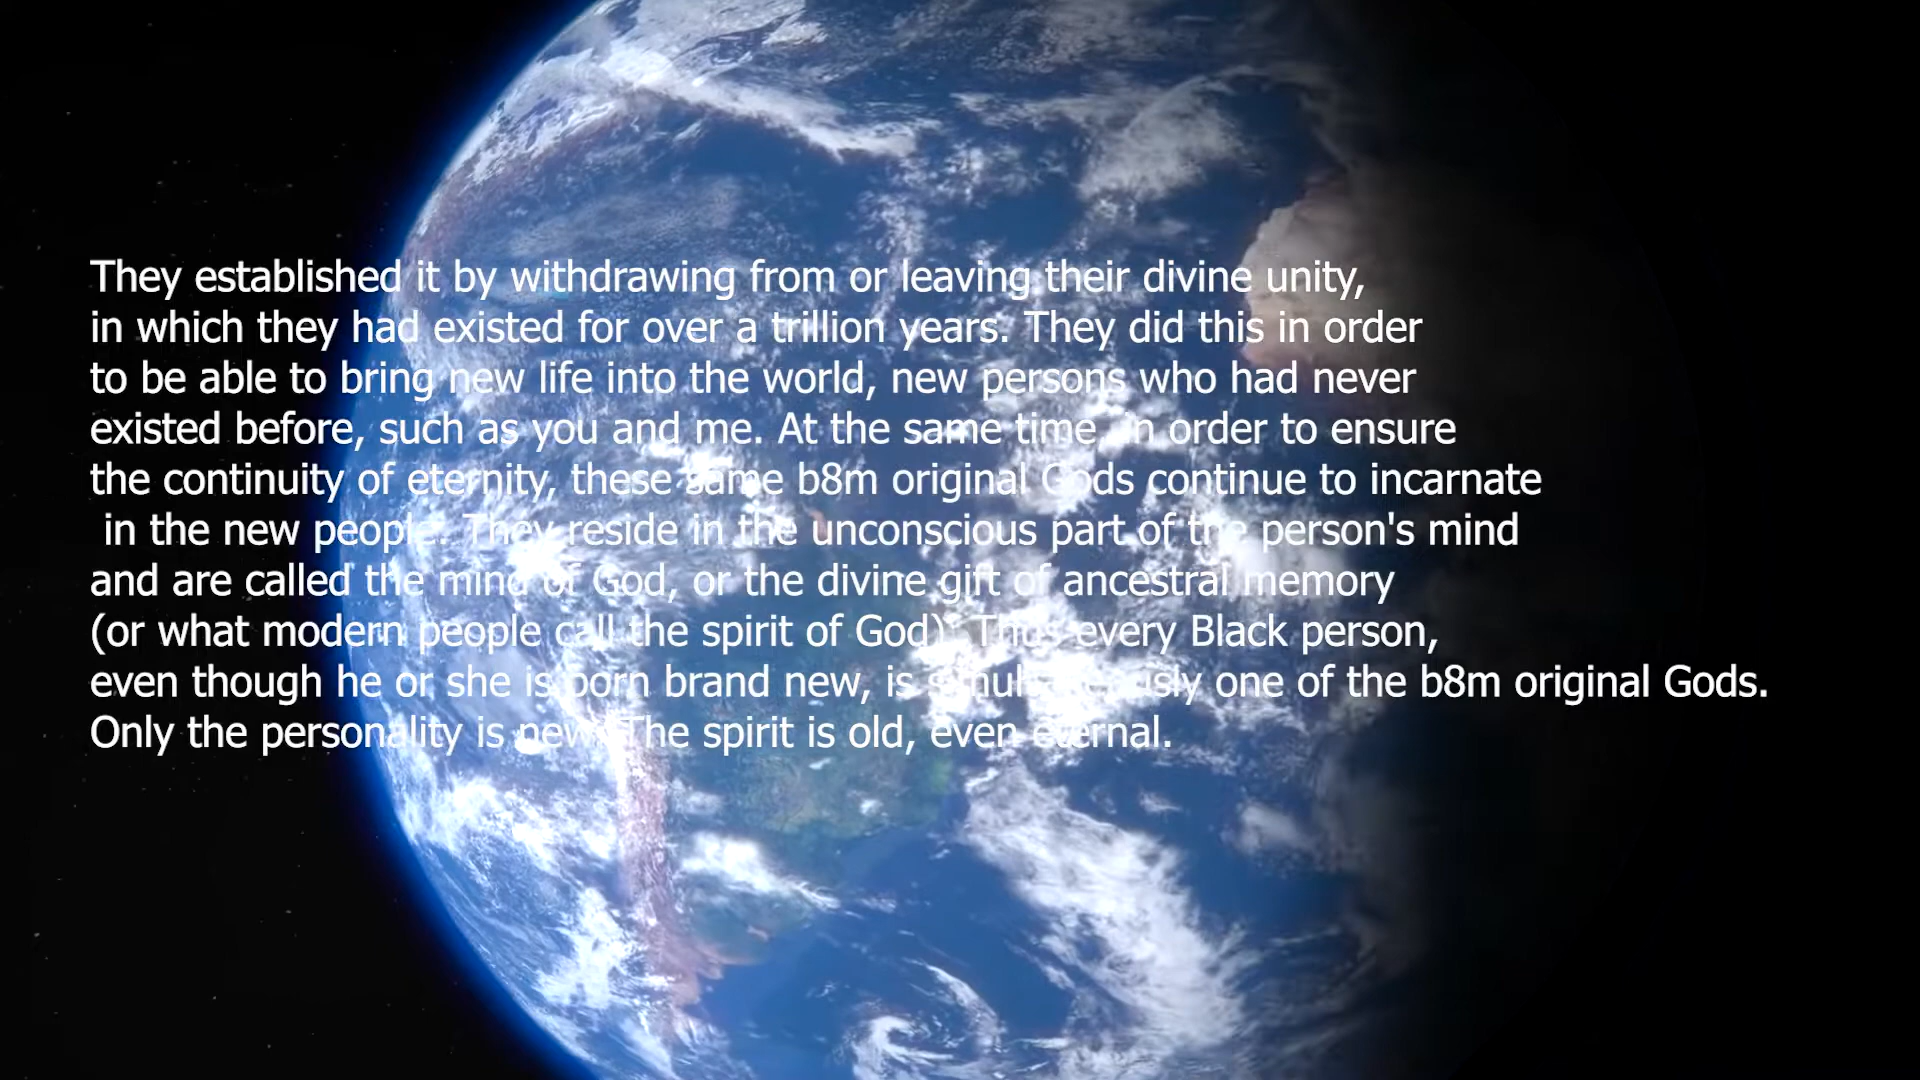 They established it by withdrawing from or leaving their divine unity,
in which they had existed for over a trillion years. They did this in order
to be able to bring new life into the world, new persons who had never
existed before, such as you and me. At the same time, in order to ensure
the continuity of eternity, these same b8m original Gods continue to incarnate
in the new people. They reside in the unconscious part of the person's mind
and are called the mind of God, or the divine gift of ancestral memory
(or what modern people call the spirit of God). Thus every Black person,
even though he or she is born brand new, is simultaneously one of the b8m original Gods.
Only the personality is new. The spirit is old, even eternal.